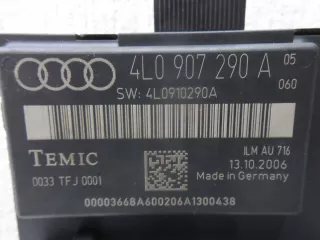 4L0 907 290 A 05
060
SW: 4L0910290A
TEMIC
ILM AU 716
13.10.2006
0033 TFJ 0001
Made in Germany
0000366BA600206A1300438